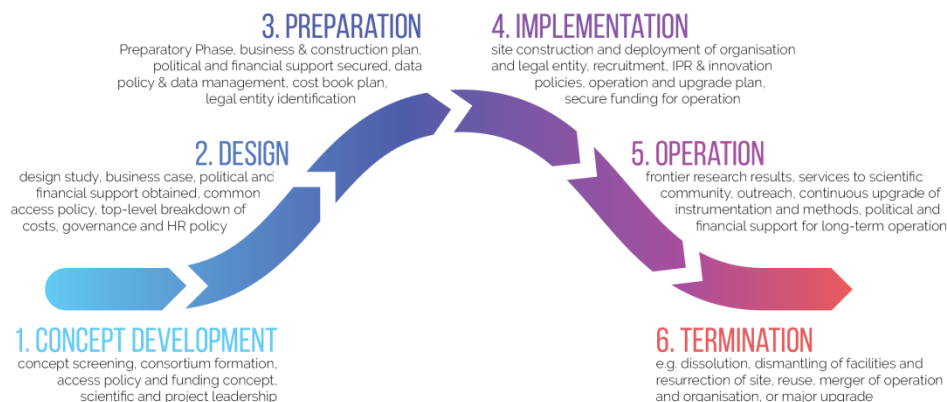 3. PREPARATION
Preparatory Phase, business & construction plan,
political and financial support secured, data
policy & data management, cost book plan,
legal entity identification
4. IMPLEMENTATION
site construction and deployment of organisation
and legal entity, recruitment, IPR & innovation
policies, operation and upgrade plan,
secure funding for operation
2. DESIGN
design study, business case, political and
financial support obtained, common
access policy, top-level breakdown of
costs, governance and HR policy
5. OPERATION
frontier research results, services to scientific
community, outreach, continuous upgrade of
instrumentation and methods, political and
financial support for long-term operation
1. CONCEPT DEVELOPMENT
concept screening, consortium formation,
access policy and funding concept,
scientific and project leadership
6. TERMINATION
e.g. dissolution, dismantling of facilities and
resurrection of site, reuse, merger of operation
and organisation, or major upgrade